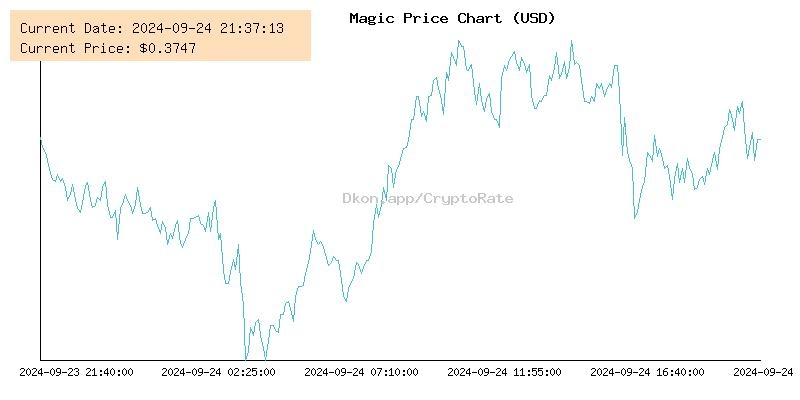 Magic Price Chart (USD)
Current Date: 2024-09-24 21:37:13
Current Price: $0.3747
Dkon.app/CryptoRate
2024-09-23 21:40:00 2024-09-24 02:25:00 2024-09-24 07:10:00 2024-09-24 11:55:00 2024-09-24 16:40:00 2024-09-24